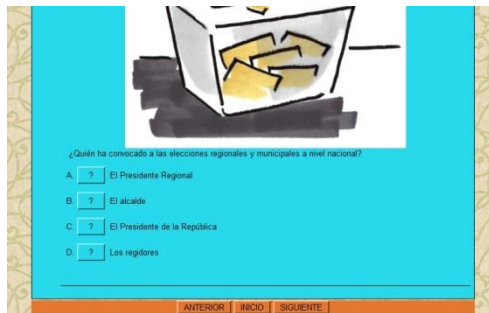 ¿Quién ha convocado a las elecciones regionales y municipales a nivel nacional?
A. ? El Presidente Regional
B. ? El alcalde
C. ? El Presidente de la República
D. ? Los regidores
ANTERIOR INICIO SIGUIENTE